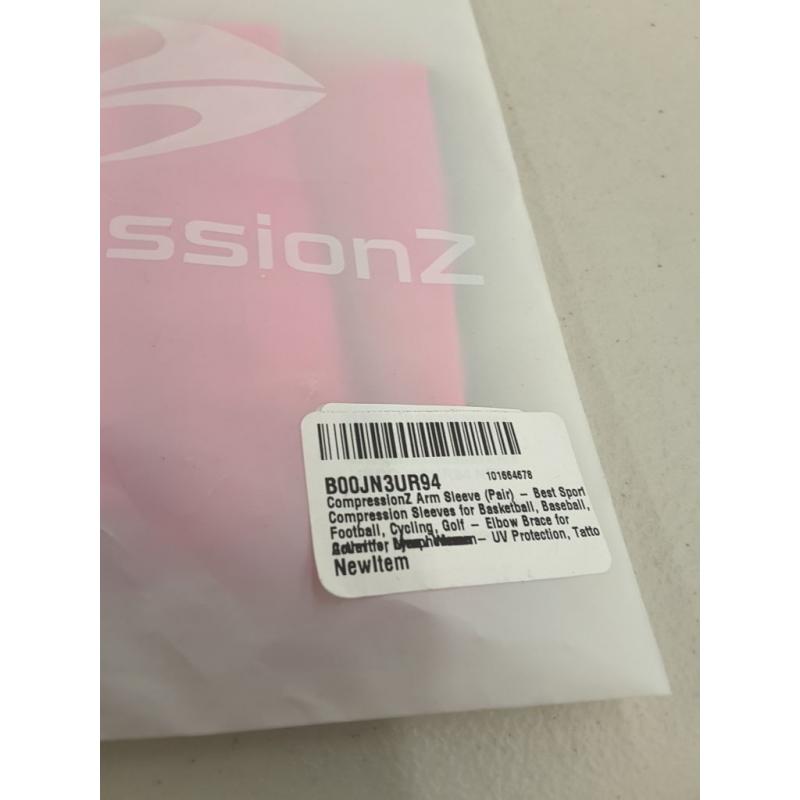 ssionZ
B00JN3UR94 101664678
CompressionZ Arm Sleeve (Pair) – Best Sport
Compression Sleeves for Basketball, Baseball,
Football, Cycling, Golf – Elbow Brace for
– UV Protection, Tatto
NewItem